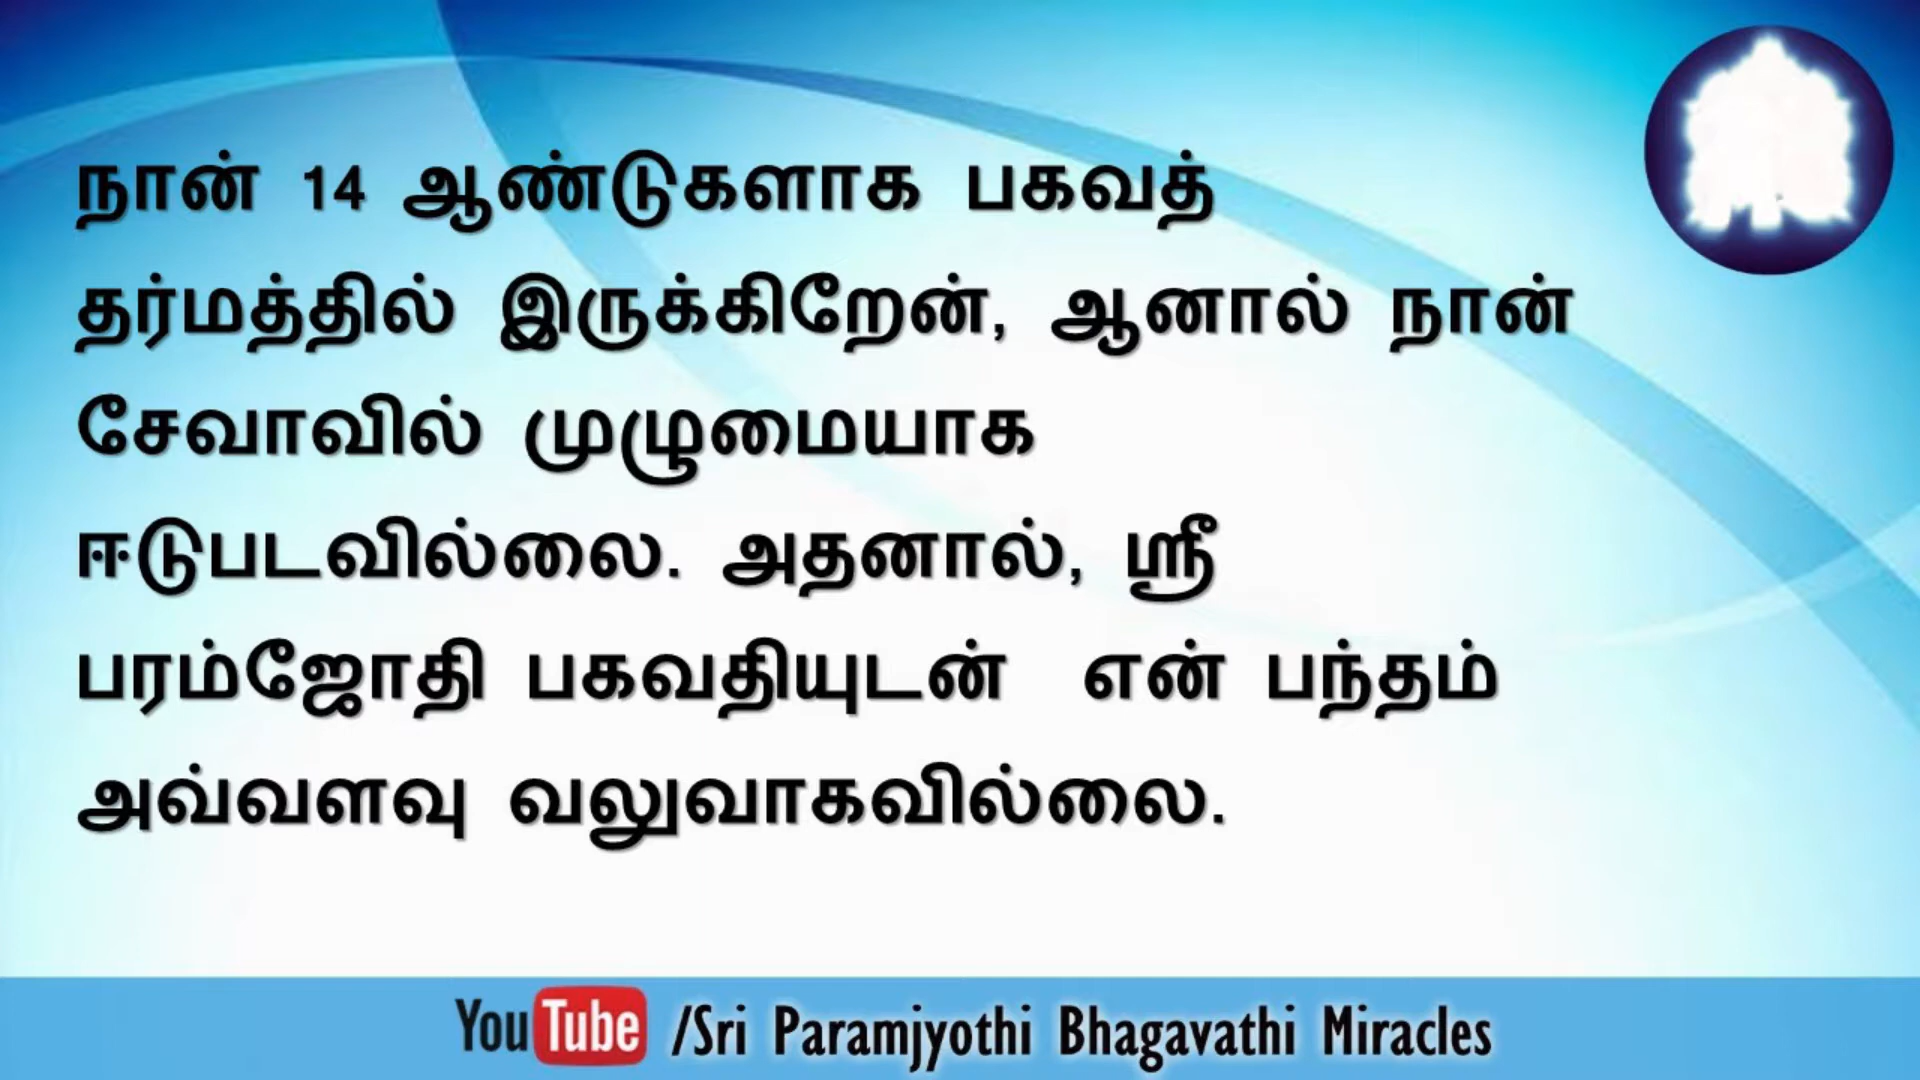 நான் 14 ஆண்டுகளாக பகவத்
தர்மத்தில் இருக்கிறேன், ஆனால் நான்
சேவாவில் முழுமையாக
ஈடுபடவில்லை. அதனால், ஸ்ரீ
பரம்ஜோதி பகவதியுடன் என் பந்தம்
அவ்வளவு வலுவாகவில்லை.
YouTube /Sri Paramjyothi Bhagavathi Miracles